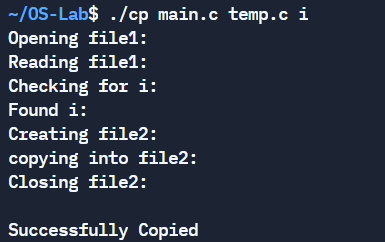 ~/OS-Lab$ ./cp main.c temp.c i
Opening file1:
Reading file1:
Checking for i:
Found i:
Creating file2:
copying into file2:
Closing file2:
Successfully Copied